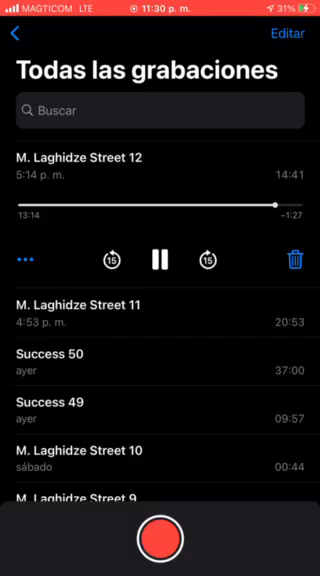 MAGTICOM LTE 11:30 p. m. 31%
Editar
Todas las grabaciones
Buscar
M. Laghidze Street 12
5:14 p. m. 14:41
13:14 −1:27
15 15
M. Laghidze Street 11
4:53 p. m. 20:53
Success 50
ayer 37:00
Success 49
ayer 09:57
M. Laghidze Street 10
sábado 00:44
M. Laghidze Street 9